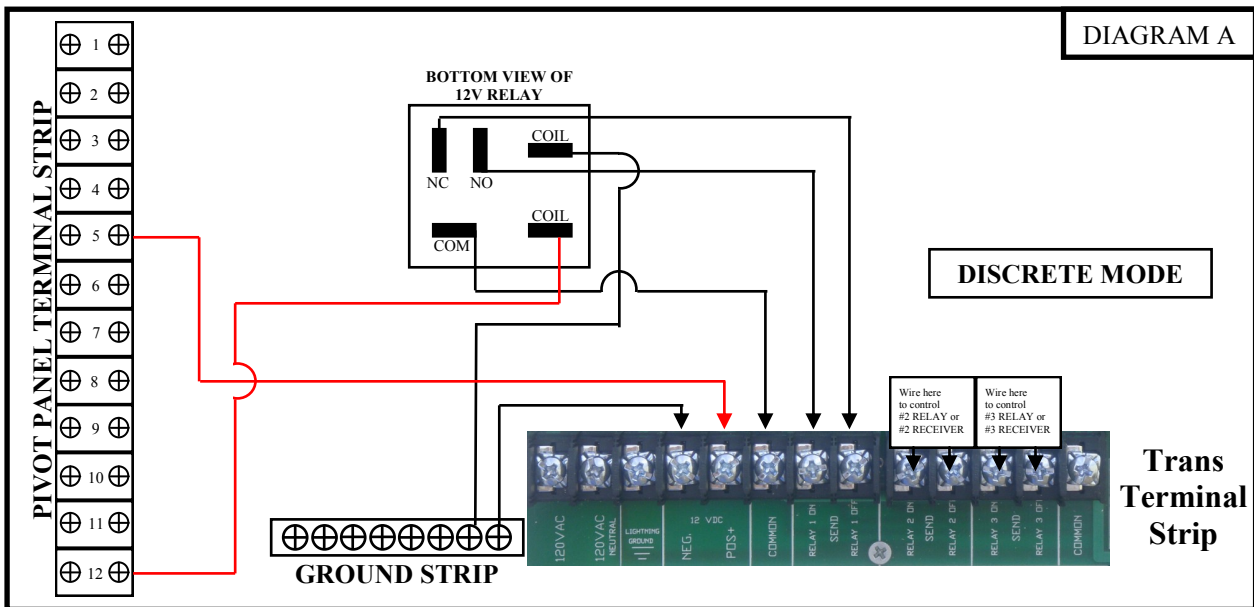 DIAGRAM A
PIVOT PANEL TERMINAL STRIP
1
2
3
4
5
6
7
8
9
10
11
12
BOTTOM VIEW OF
12V RELAY
COIL
NC
NO
COIL
COM
DISCRETE MODE
Wire here
to control
#2 RELAY or
#2 RECEIVER
Wire here
to control
#3 RELAY or
#3 RECEIVER
GROUND STRIP
120VAC
120VAC
NEUTRAL
LIGHTNING
GROUND
12 VDC
NEG.
POS+
COMMON
RELAY 1 ON
SEND
RELAY 1 OFF
RELAY 2 ON
SEND
RELAY 2 OFF
RELAY 3 ON
SEND
RELAY 3 OFF
COMMON
Trans
Terminal
Strip